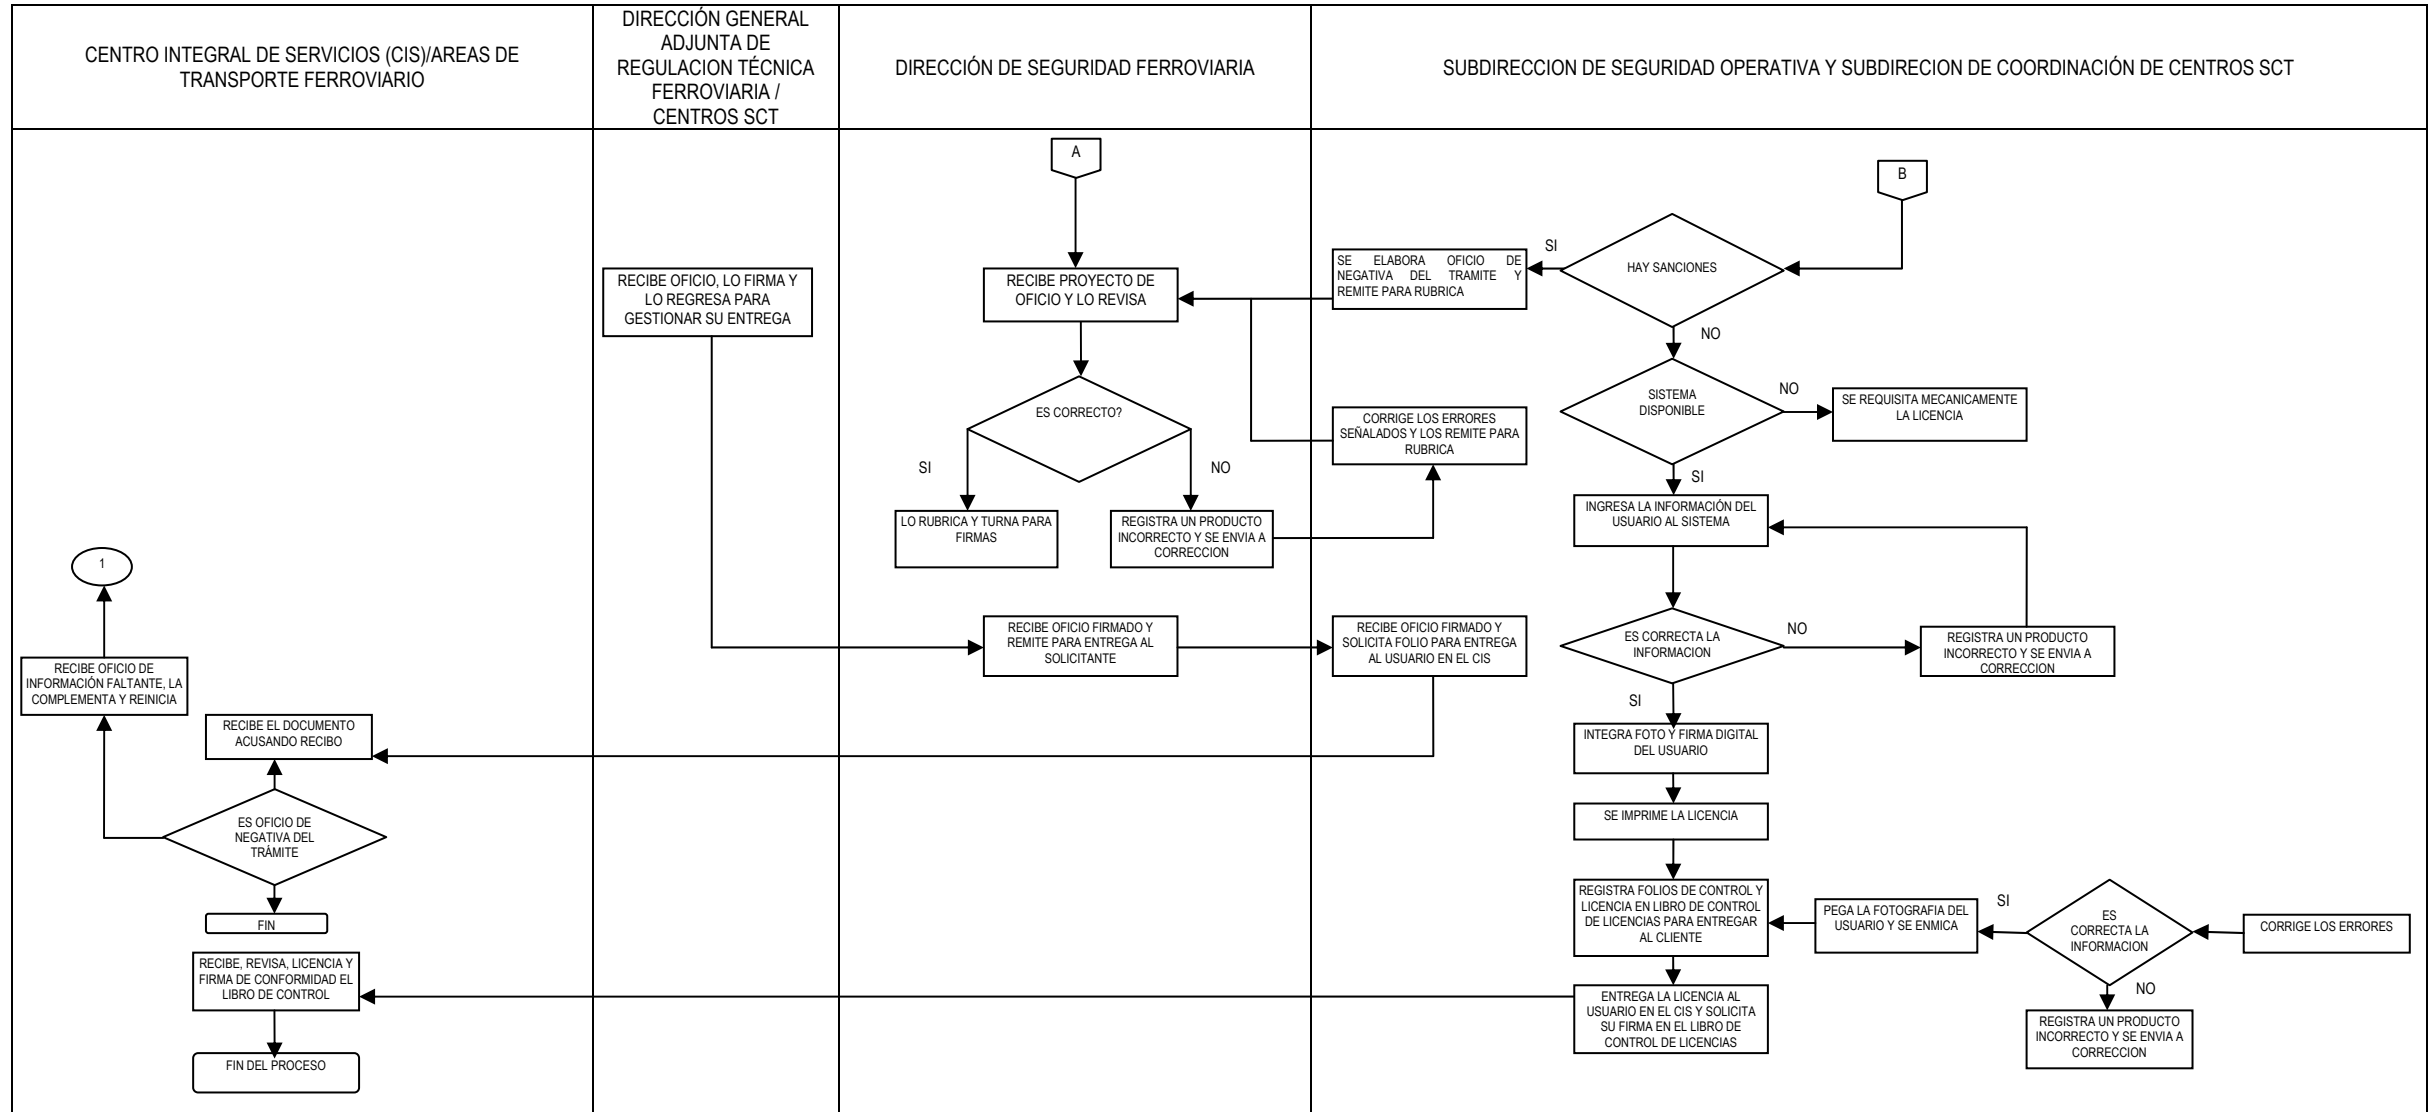 CENTRO INTEGRAL DE SERVICIOS (CIS)/AREAS DE
TRANSPORTE FERROVIARIO
DIRECCIÓN GENERAL
ADJUNTA DE
REGULACION TÉCNICA
FERROVIARIA /
CENTROS SCT
DIRECCIÓN DE SEGURIDAD FERROVIARIA
SUBDIRECCION DE SEGURIDAD OPERATIVA Y SUBDIRECION DE COORDINACIÓN DE CENTROS SCT
1
RECIBE OFICIO DE
INFORMACIÓN FALTANTE, LA
COMPLEMENTA Y REINICIA
RECIBE EL DOCUMENTO
ACUSANDO RECIBO
ES OFICIO DE
NEGATIVA DEL
TRÁMITE
FIN
RECIBE, REVISA, LICENCIA Y
FIRMA DE CONFORMIDAD EL
LIBRO DE CONTROL
FIN DEL PROCESO
RECIBE OFICIO, LO FIRMA Y
LO REGRESA PARA
GESTIONAR SU ENTREGA
A
RECIBE PROYECTO DE
OFICIO Y LO REVISA
ES CORRECTO?
SI
NO
LO RUBRICA Y TURNA PARA
FIRMAS
REGISTRA UN PRODUCTO
INCORRECTO Y SE ENVIA A
CORRECCION
RECIBE OFICIO FIRMADO Y
REMITE PARA ENTREGA AL
SOLICITANTE
B
HAY SANCIONES
SI
SE ELABORA OFICIO DE
NEGATIVA DEL TRAMITE Y
REMITE PARA RUBRICA
NO
SISTEMA
DISPONIBLE
NO
SE REQUISITA MECANICAMENTE
LA LICENCIA
CORRIGE LOS ERRORES
SEÑALADOS Y LOS REMITE PARA
RUBRICA
SI
INGRESA LA INFORMACIÓN DEL
USUARIO AL SISTEMA
RECIBE OFICIO FIRMADO Y
SOLICITA FOLIO PARA ENTREGA
AL USUARIO EN EL CIS
ES CORRECTA LA
INFORMACION
NO
REGISTRA UN PRODUCTO
INCORRECTO Y SE ENVIA A
CORRECCION
SI
INTEGRA FOTO Y FIRMA DIGITAL
DEL USUARIO
SE IMPRIME LA LICENCIA
REGISTRA FOLIOS DE CONTROL Y
LICENCIA EN LIBRO DE CONTROL
DE LICENCIAS PARA ENTREGAR
AL CLIENTE
PEGA LA FOTOGRAFIA DEL
USUARIO Y SE ENMICA
SI
ES
CORRECTA LA
INFORMACION
CORRIGE LOS ERRORES
NO
REGISTRA UN PRODUCTO
INCORRECTO Y SE ENVIA A
CORRECCION
ENTREGA LA LICENCIA AL
USUARIO EN EL CIS Y SOLICITA
SU FIRMA EN EL LIBRO DE
CONTROL DE LICENCIAS